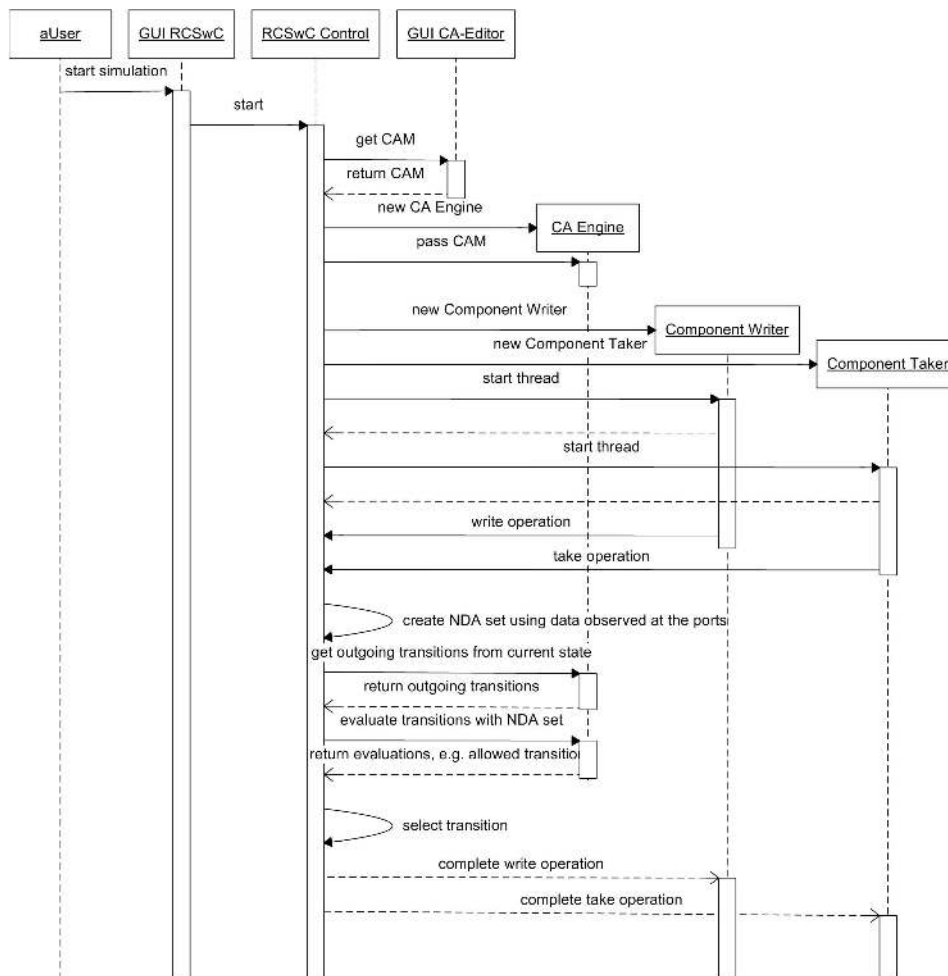 aUser
GUI RCSwC
RCSwC Control
GUI CA-Editor
start simulation
start
get CAM
return CAM
new CA Engine
CA Engine
pass CAM
new Component Writer
Component Writer
new Component Taker
Component Taker
start thread
start thread
write operation
take operation
create NDA set using data observed at the ports
get outgoing transitions from current state
return outgoing transitions
evaluate transitions with NDA set
return evaluations, e.g. allowed transition
select transition
complete write operation
complete take operation